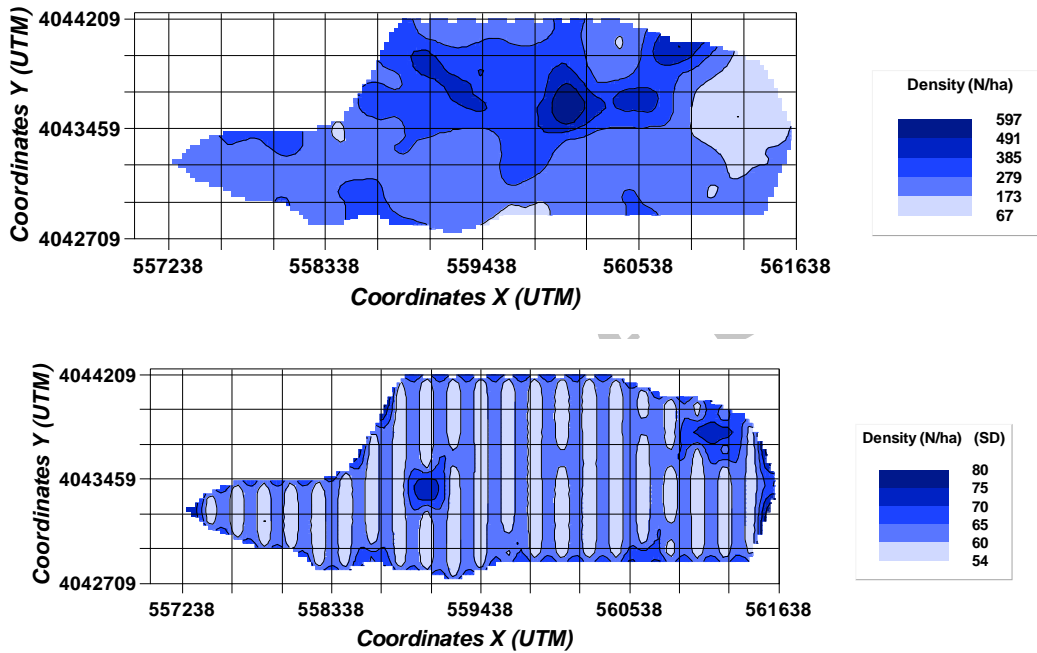 Coordinates Y (UTM)
4044209
4043459
4042709
557238 558338 559438 560538 561638
Coordinates X (UTM)
Density (N/ha)
597
491
385
279
173
67
Coordinates Y (UTM)
4044209
4043459
4042709
557238 558338 559438 560538 561638
Coordinates X (UTM)
Density (N/ha) (SD)
80
75
70
65
60
54